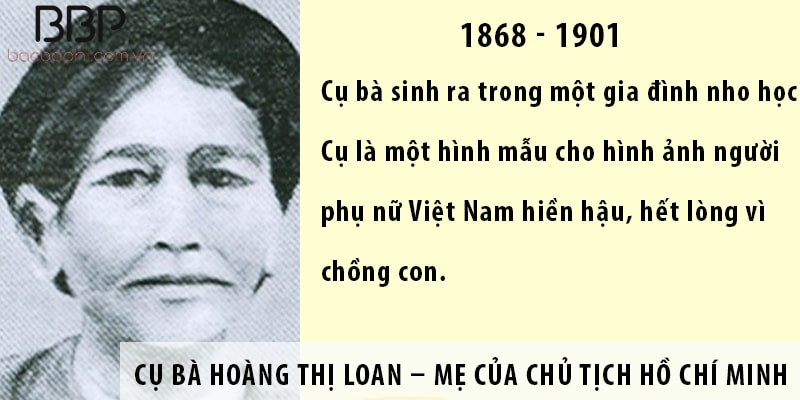 BBP
baobaophi.com.vn
1868 - 1901
Cụ bà sinh ra trong một gia đình nho học
Cụ là một hình mẫu cho hình ảnh người
phụ nữ Việt Nam hiền hậu, hết lòng vì
chồng con.
CỤ BÀ HOÀNG THỊ LOAN – MẸ CỦA CHỦ TỊCH HỒ CHÍ MINH